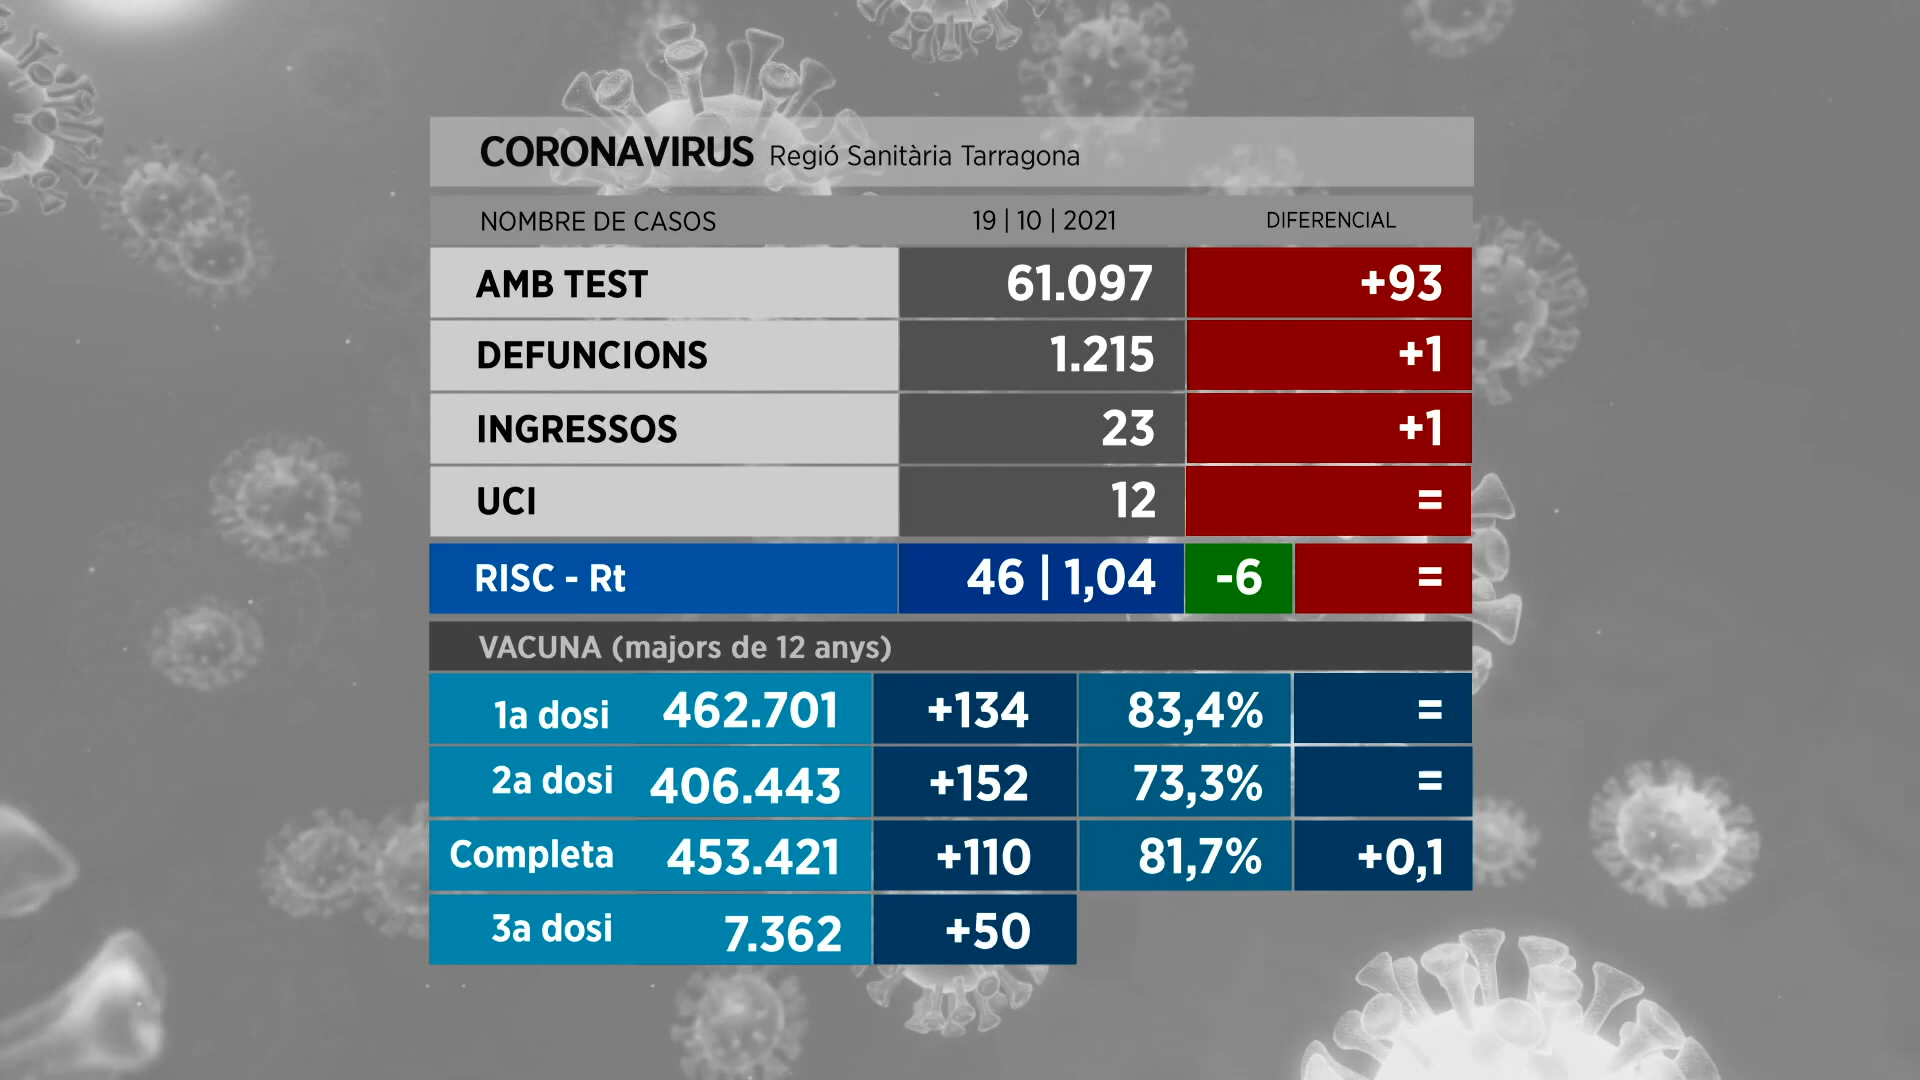 CORONAVIRUS Regió Sanitària Tarragona
NOMBRE DE CASOS 19 | 10 | 2021 DIFERENCIAL
AMB TEST 61.097 +93
DEFUNCIONS 1.215 +1
INGRESSOS 23 +1
UCI 12 =
RISC - Rt 46 | 1,04 -6 =
VACUNA (majors de 12 anys)
1a dosi 462.701 +134 83,4% =
2a dosi 406.443 +152 73,3% =
Completa 453.421 +110 81,7% +0,1
3a dosi 7.362 +50